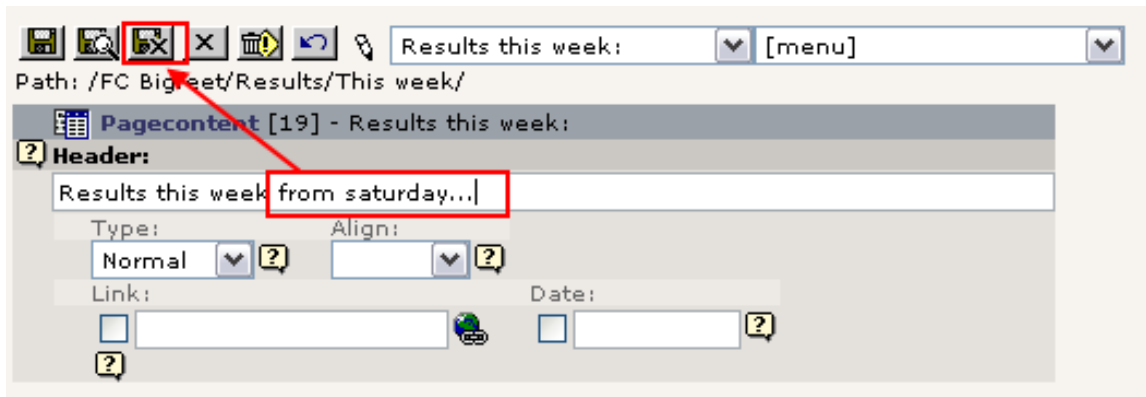 Results this week: [menu]
Path: /FC Bigfeet/Results/This week/
Pagecontent [19] - Results this week:
Header:
Results this week from saturday...
Type: Align:
Normal
Link: Date: